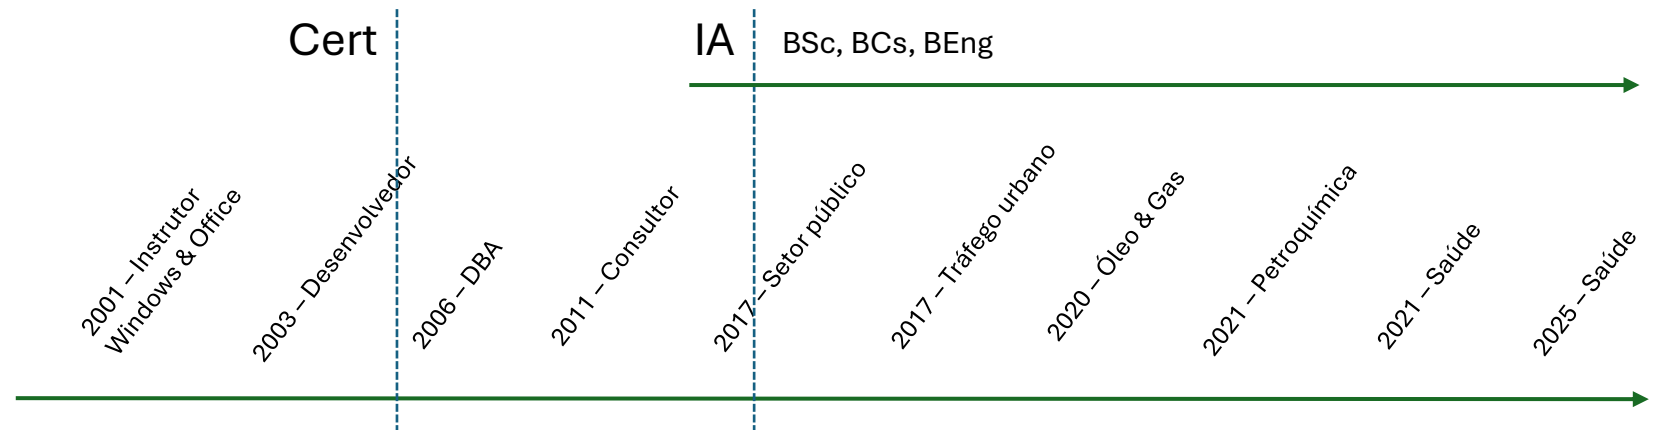 Cert
IA
BSc, BCs, BEng
2001 – Instrutor
Windows & Office
2003 – Desenvolvedor
2006 – DBA
2011 – Consultor
2017 – Setor público
2017 – Tráfego urbano
2020 – Óleo & Gas
2021 – Petroquímica
2021 – Saúde
2025 – Saúde